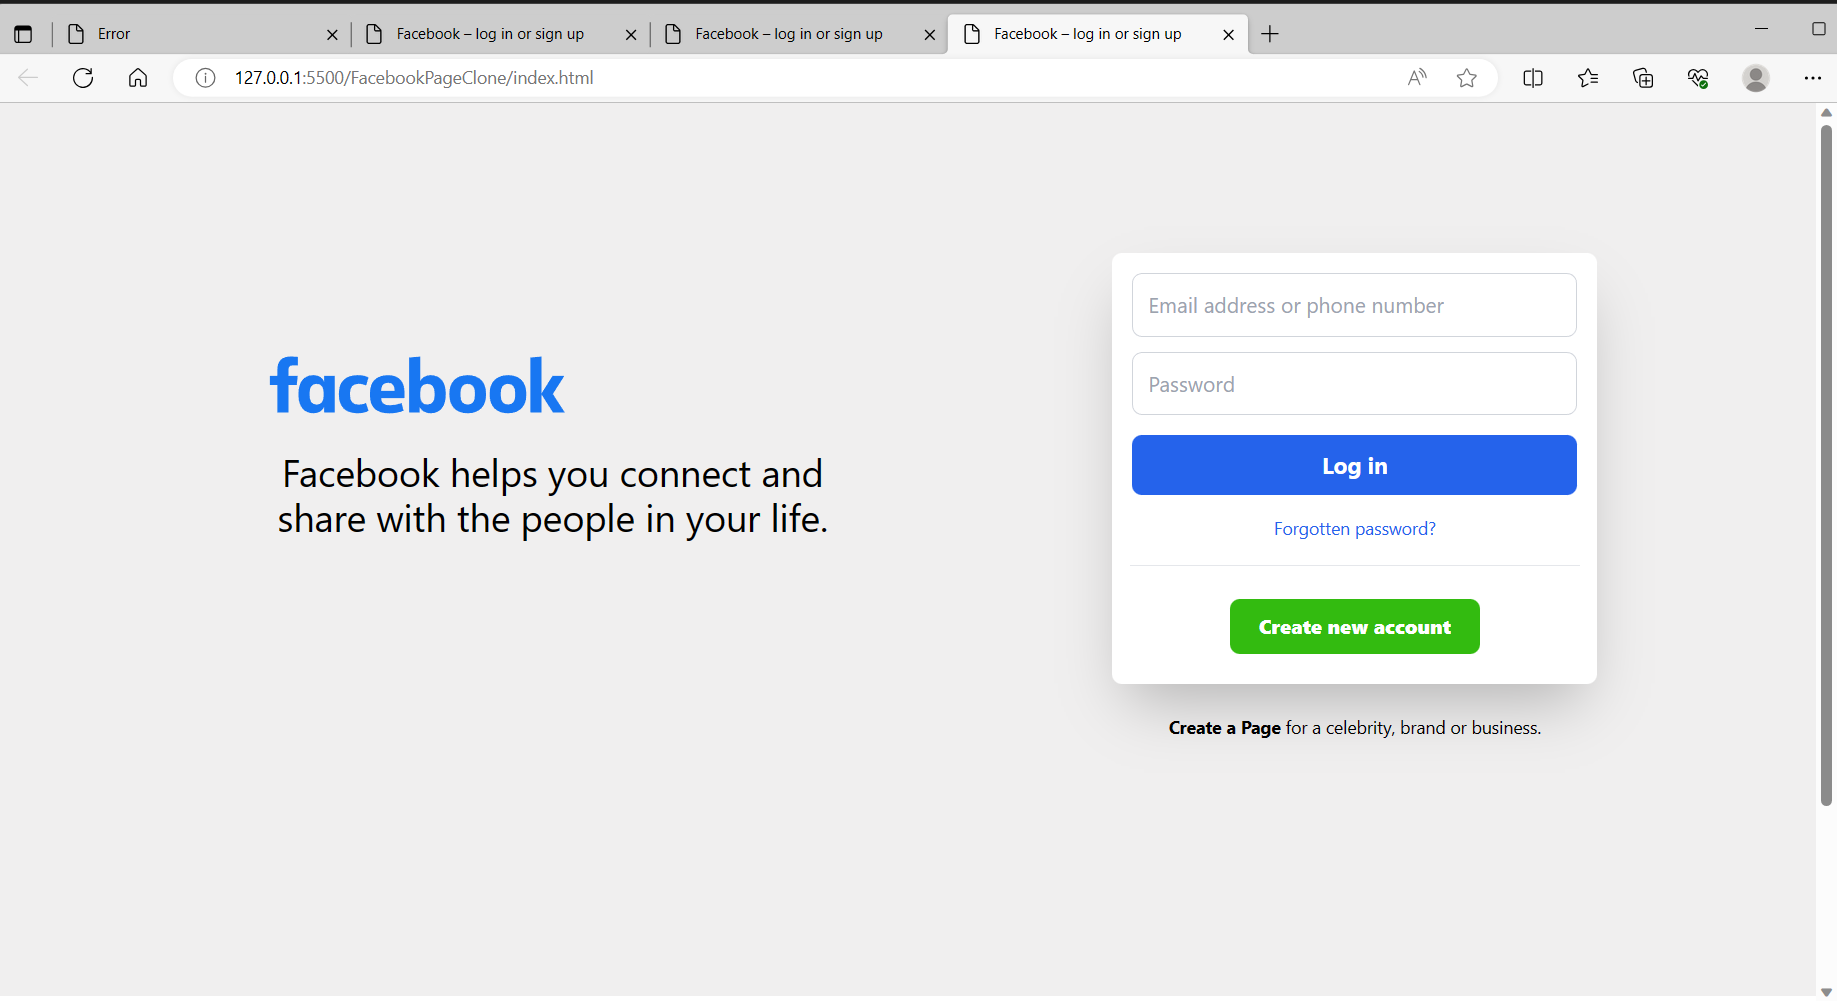 Error
Facebook – log in or sign up
Facebook – log in or sign up
Facebook – log in or sign up
127.0.0.1:5500/FacebookPageClone/index.html
facebook
Facebook helps you connect and
share with the people in your life.
Email address or phone number
Password
Log in
Forgotten password?
Create new account
Create a Page for a celebrity, brand or business.